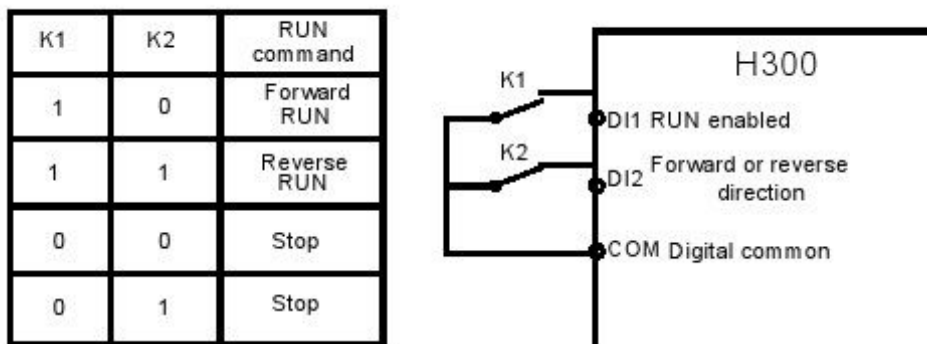 K1 K2 RUN
command
1 0 Forward
RUN
1 1 Reverse
RUN
0 0 Stop
0 1 Stop
H300
K1
DI1 RUN enabled
K2
DI2 Forward or reverse
direction
COM Digital common